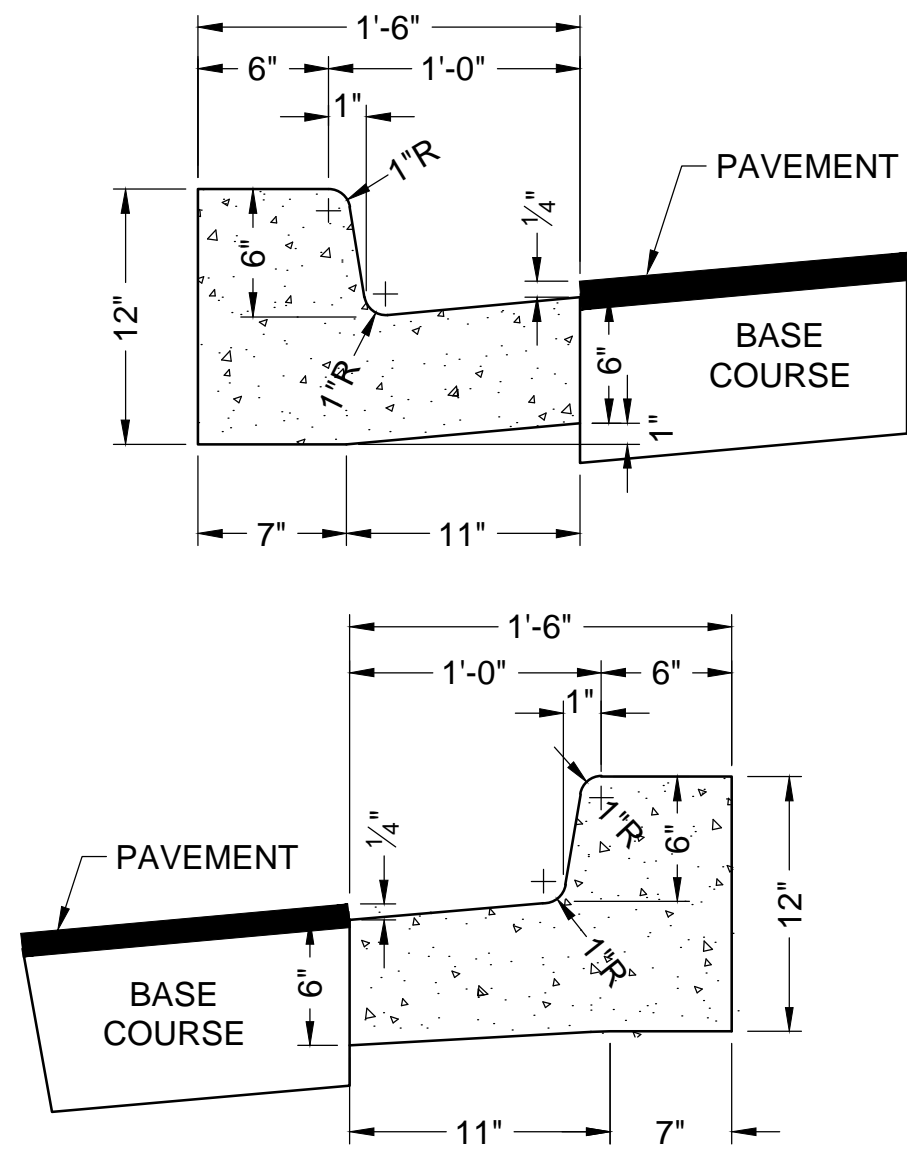 1'-6"
6"
1'-0"
1"
1"R
PAVEMENT
1/4"
6"
12"
BASE
COURSE
6"
1"R
1"
7"
11"
1'-6"
1'-0"
6"
1"
1/4"
1"R
6"
PAVEMENT
12"
6"
1"R
BASE
COURSE
11"
7"